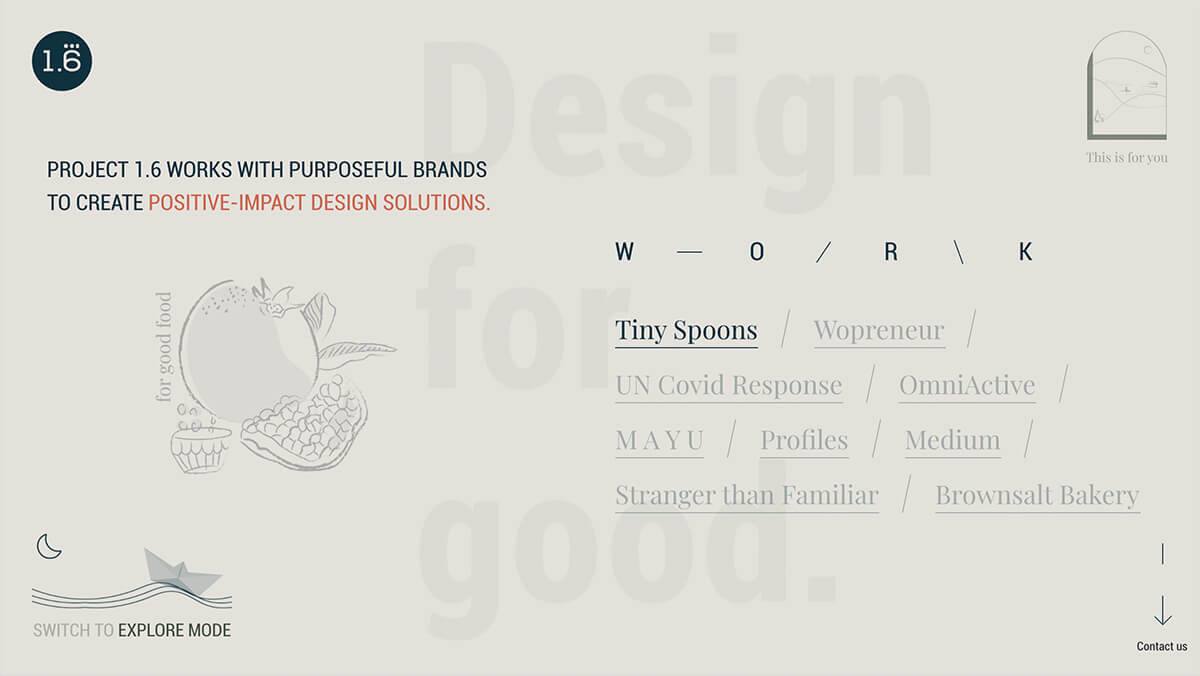 1.6
Design
for
good.
This is for you
PROJECT 1.6 WORKS WITH PURPOSEFUL BRANDS
TO CREATE POSITIVE-IMPACT DESIGN SOLUTIONS.
for good food
W — O / R \ K
Tiny Spoons / Wopreneur /
UN Covid Response / OmniActive /
M A Y U / Profiles / Medium /
Stranger than Familiar / Brownsalt Bakery
SWITCH TO EXPLORE MODE
Contact us